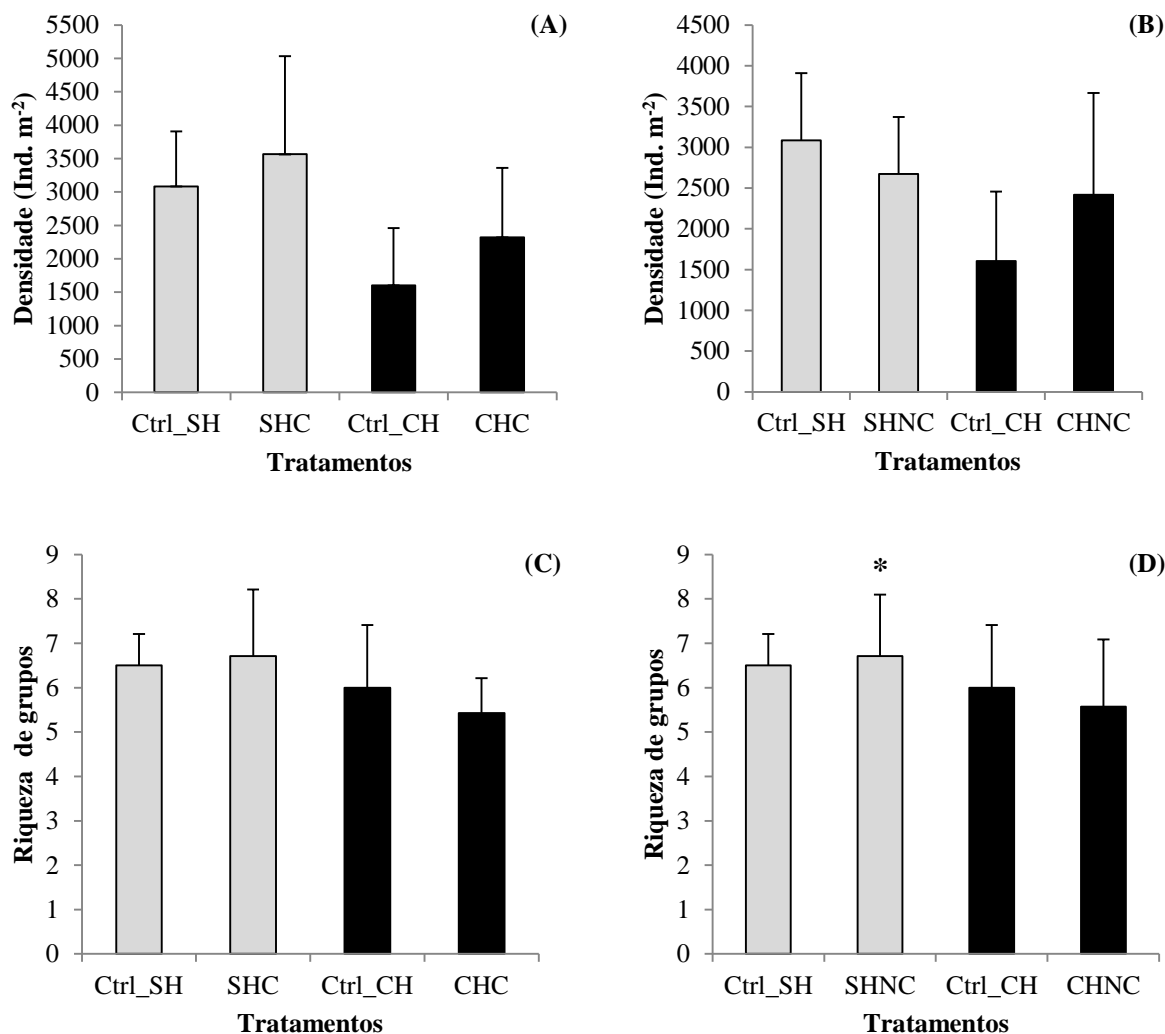 (A)
Densidade (Ind. m-2)
5500
5000
4500
4000
3500
3000
2500
2000
1500
1000
500
0
Ctrl_SH SHC Ctrl_CH CHC
Tratamentos
(B)
Densidade (Ind. m-2)
4500
4000
3500
3000
2500
2000
1500
1000
500
0
Ctrl_SH SHNC Ctrl_CH CHNC
Tratamentos
(C)
Riqueza de grupos
9
8
7
6
5
4
3
2
1
0
Ctrl_SH SHC Ctrl_CH CHC
Tratamentos
(D)
*
Riqueza de grupos
9
8
7
6
5
4
3
2
1
0
Ctrl_SH SHNC Ctrl_CH CHNC
Tratamentos